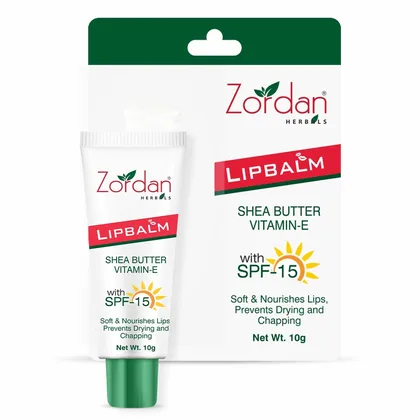 Zordan®
HERBALS
LIPBALM
SHEA BUTTER
VITAMIN-E
with
SPF-15
Soft & Nourishes Lips,
Prevents Drying and
Chapping
Net Wt. 10g
Zordan®
HERBALS
LIPBALM
SHEA BUTTER
VITAMIN-E
with
SPF-15
Soft & Nourishes Lips,
Prevents Drying and
Chapping
Net Wt. 10g